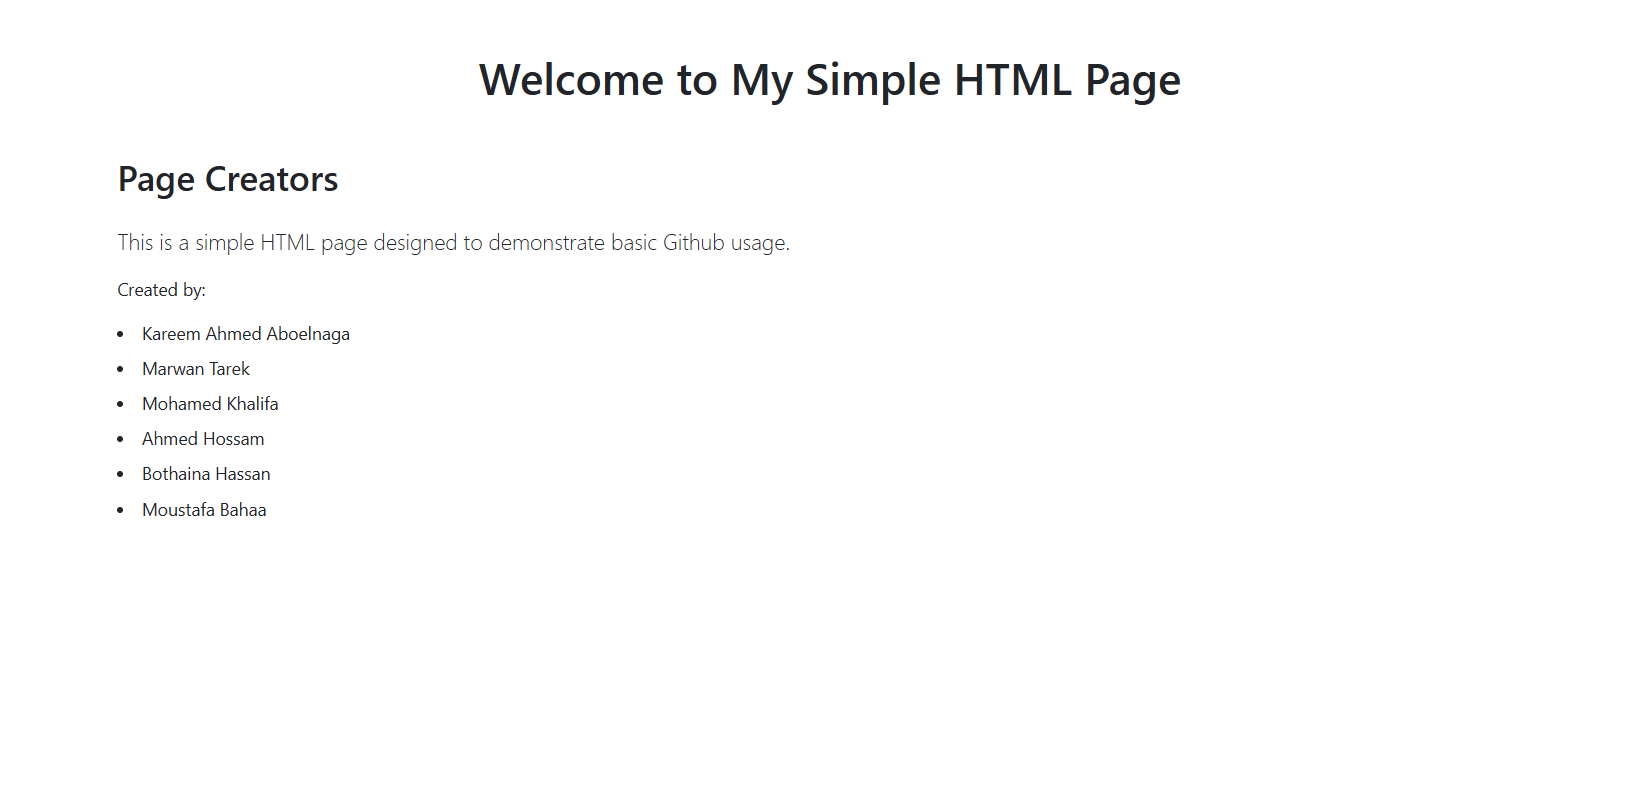 Welcome to My Simple HTML Page
Page Creators
This is a simple HTML page designed to demonstrate basic Github usage.
Created by:
Kareem Ahmed Aboelnaga
Marwan Tarek
Mohamed Khalifa
Ahmed Hossam
Bothaina Hassan
Moustafa Bahaa